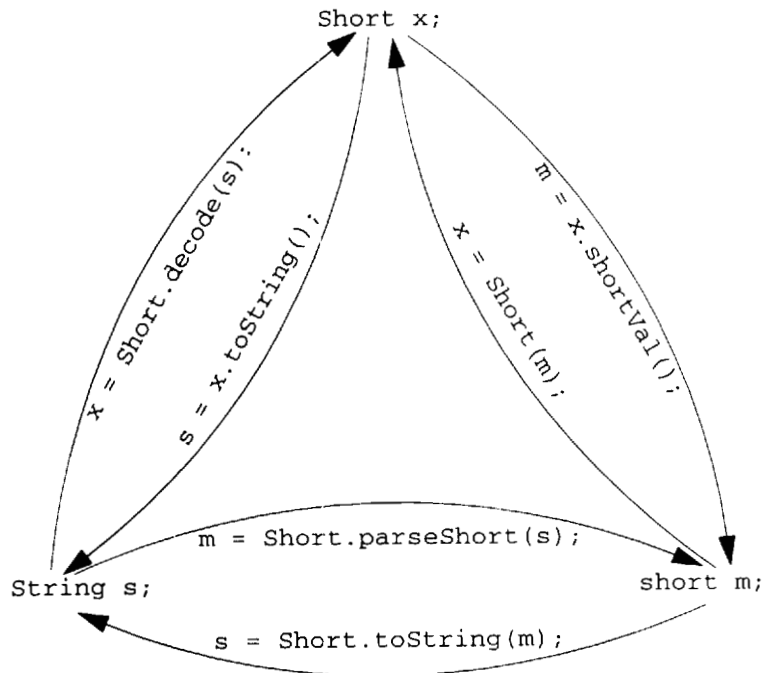 Short x;
x = Short.decode(s);
s = x.toString();
x = Short(m);
m = x.shortVal();
m = Short.parseShort(s);
String s;
short m;
s = Short.toString(m);